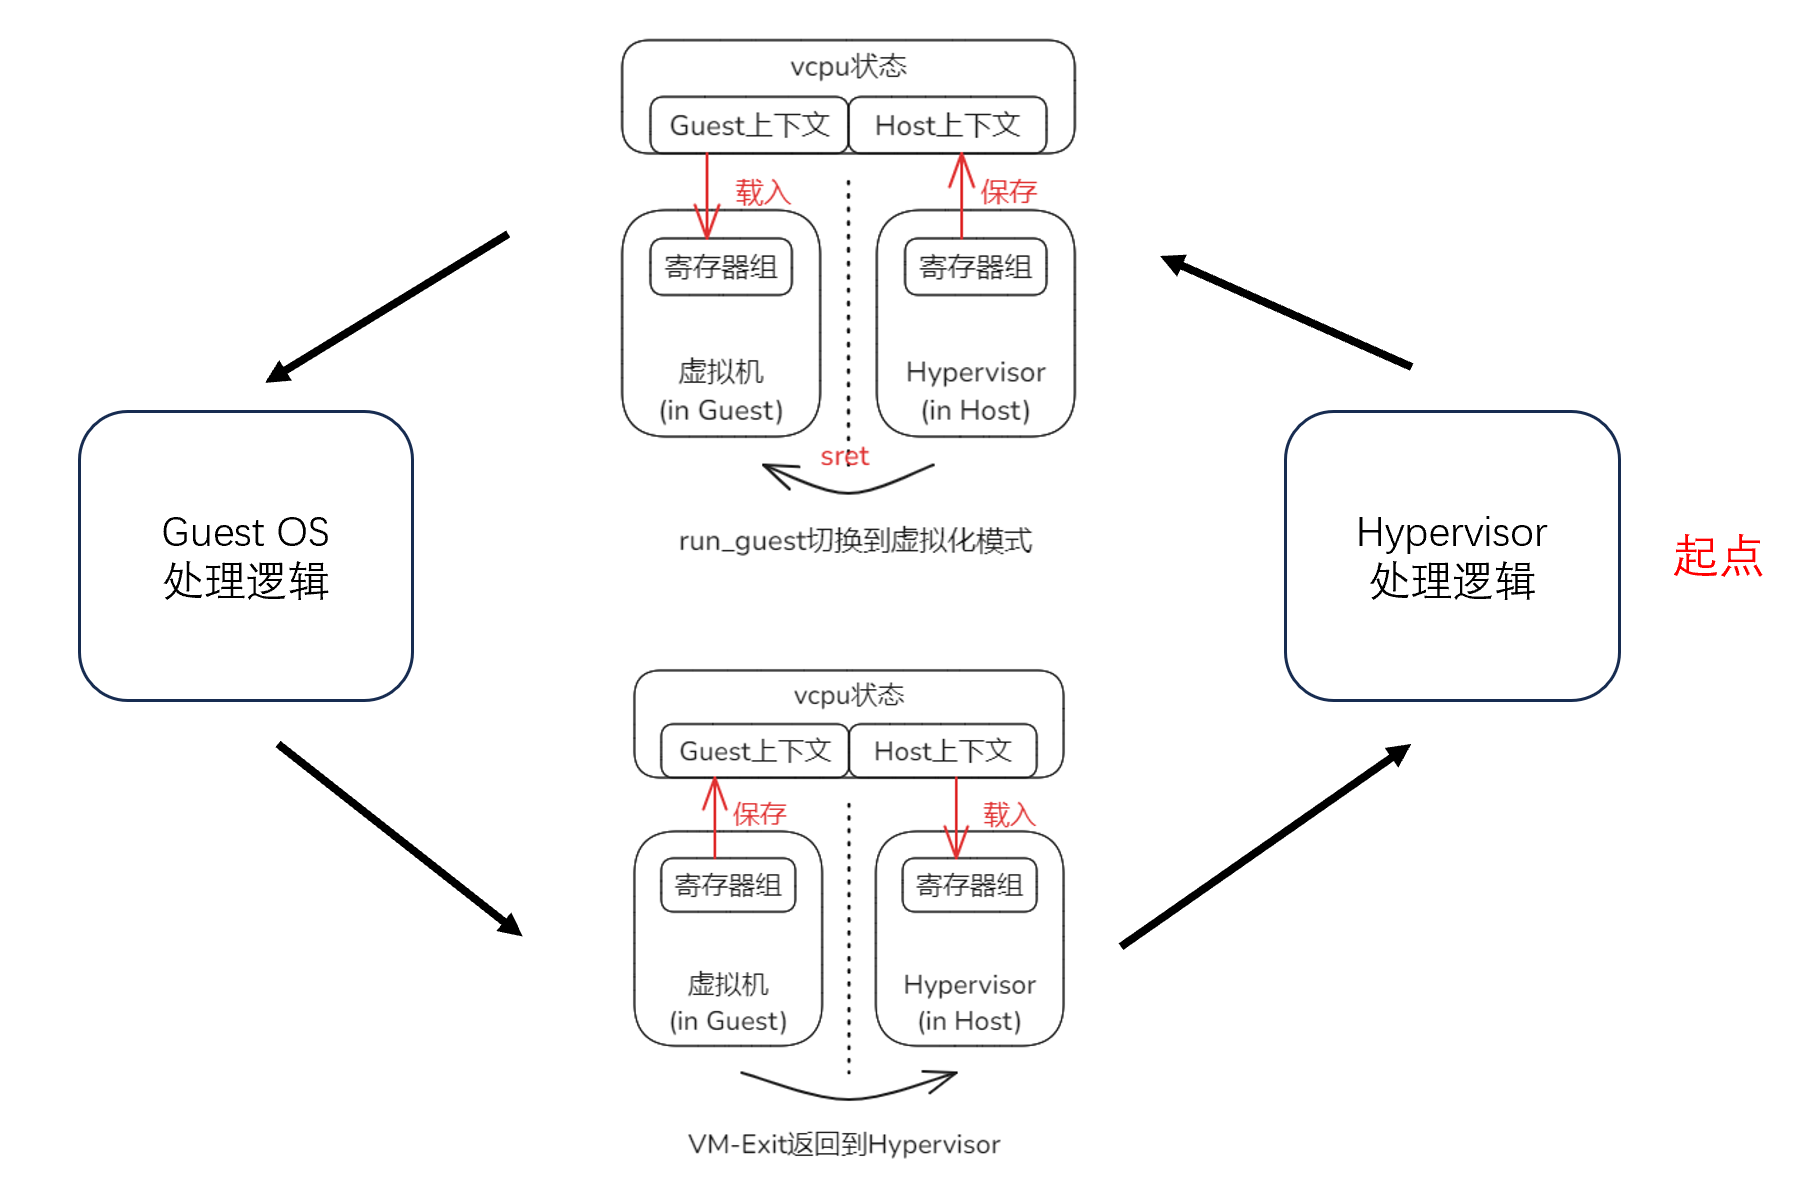 vcpu状态
Guest上下文
Host上下文
载入
保存
寄存器组
寄存器组
虚拟机
(in Guest)
Hypervisor
(in Host)
sret
run_guest切换到虚拟化模式
Guest OS
处理逻辑
Hypervisor
处理逻辑
起点
vcpu状态
Guest上下文
Host上下文
保存
载入
寄存器组
寄存器组
虚拟机
(in Guest)
Hypervisor
(in Host)
VM-Exit返回到Hypervisor